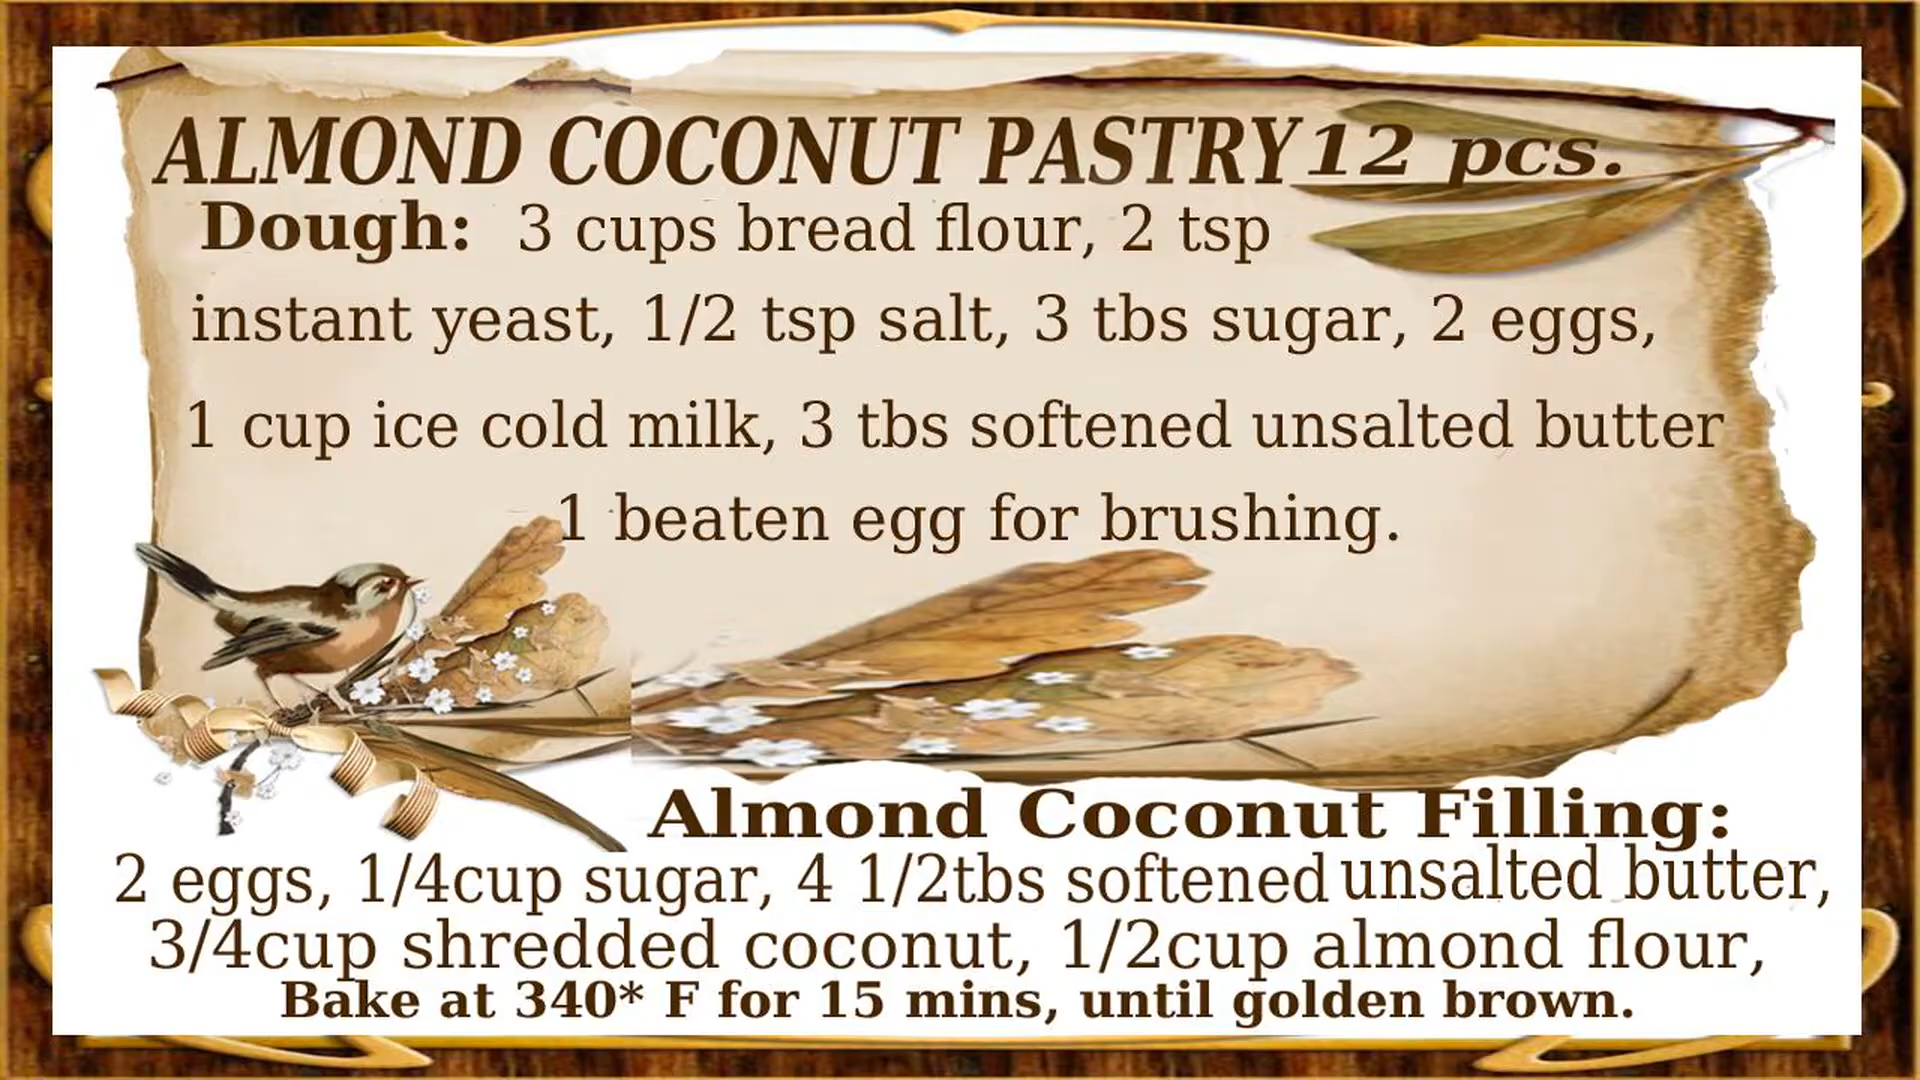 ALMOND COCONUT PASTRY 12 pcs.
Dough: 3 cups bread flour, 2 tsp
instant yeast, 1/2 tsp salt, 3 tbs sugar, 2 eggs,
1 cup ice cold milk, 3 tbs softened unsalted butter
1 beaten egg for brushing.
Almond Coconut Filling:
2 eggs, 1/4cup sugar, 4 1/2tbs softened unsalted butter,
3/4cup shredded coconut, 1/2cup almond flour,
Bake at 340* F for 15 mins, until golden brown.